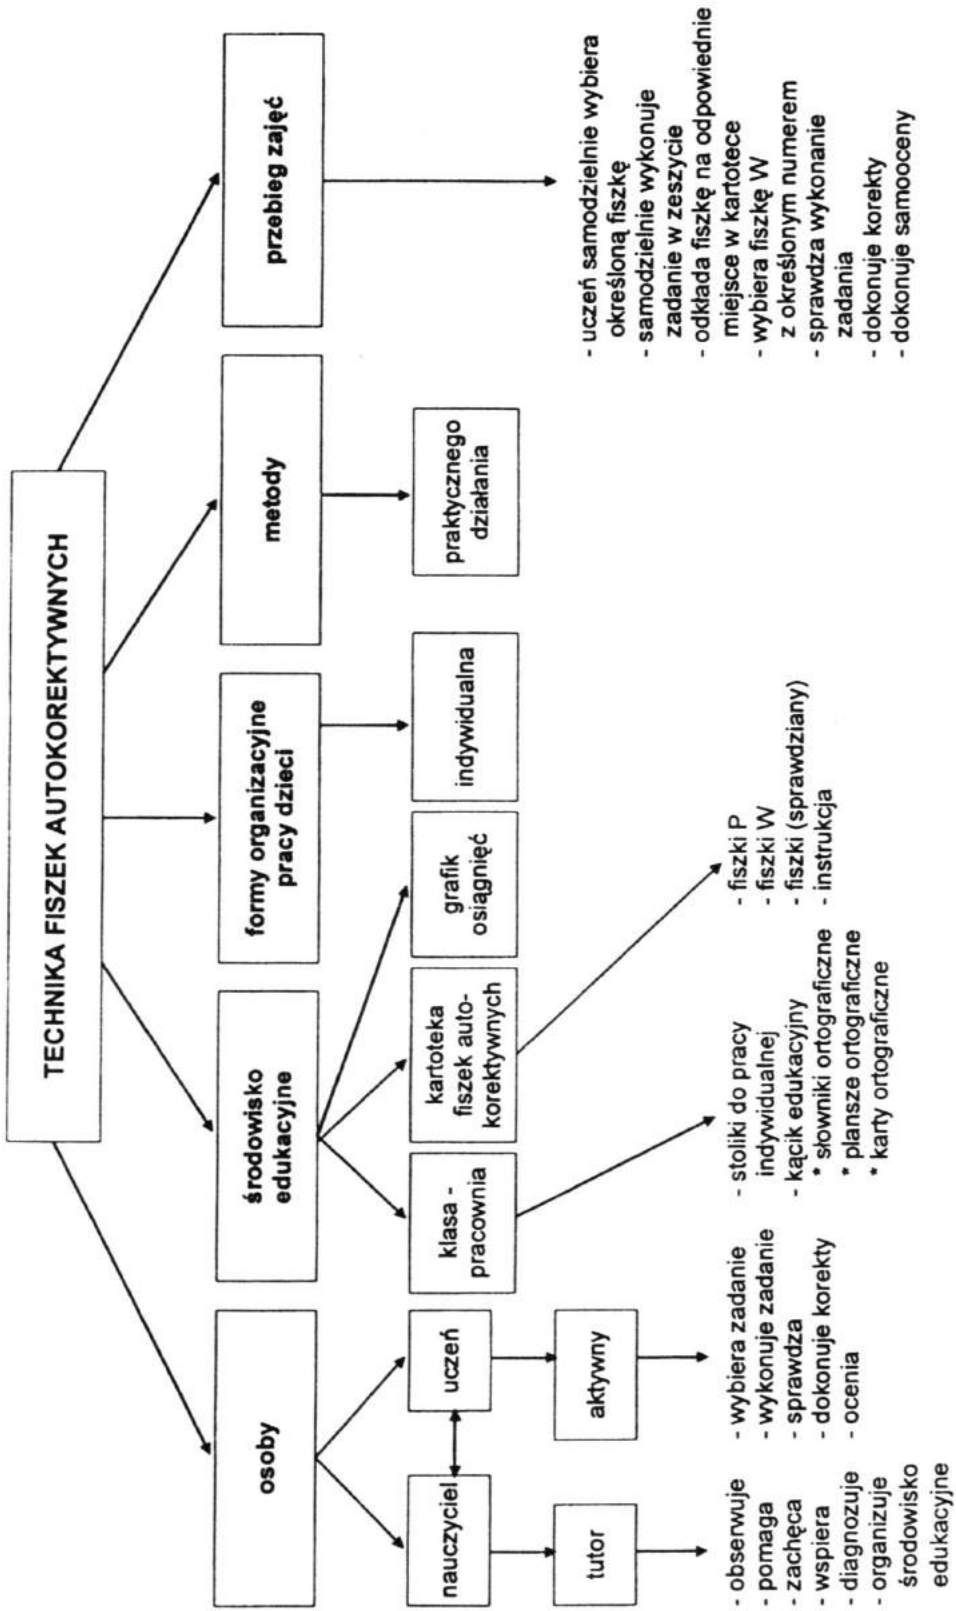 TECHNIKA FISZEK AUTOKOREKTYWNYCH
osoby
środowisko
edukacyjne
formy organizacyjne
pracy dzieci
metody
przebieg zajęć
nauczyciel
uczeń
klasa -
pracownia
kartoteka
fiszek auto-
korektywnych
grafik
osiągnięć
indywidualna
praktycznego
działania
tutor
aktywny
- obserwuje
- pomaga
- zachęca
- wspiera
- diagnozuje
- organizuje
środowisko
edukacyjne
- wybiera zadanie
- wykonuje zadanie
- sprawdza
- dokonuje korekty
- ocenia
- stoliki do pracy
indywidualnej
- kącik edukacyjny
* słowniki ortograficzne
* plansze ortograficzne
* karty ortograficzne
- fiszki P
- fiszki W
- fiszki (sprawdziany)
- instrukcja
- uczeń samodzielnie wybiera
określoną fiszkę
- samodzielnie wykonuje
zadanie w zeszycie
- odkłada fiszkę na odpowiednie
miejsce w kartotece
- wybiera fiszkę W
z określonym numerem
- sprawdza wykonanie
zadania
- dokonuje korekty
- dokonuje samooceny